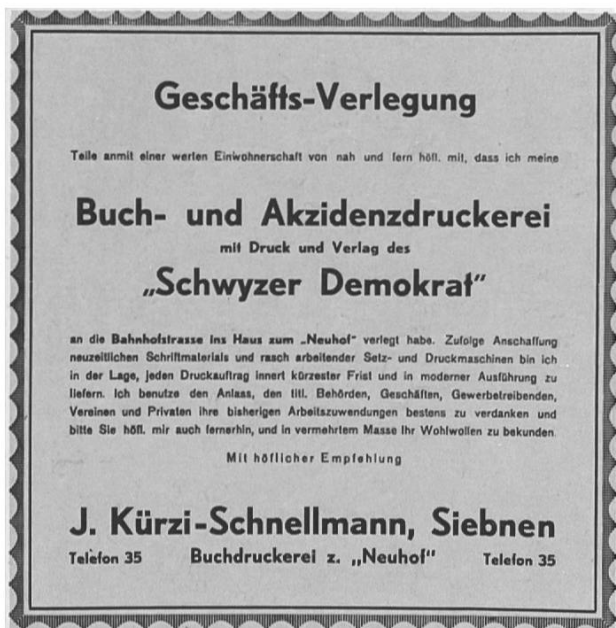 Geschäfts-Verlegung
Teile anmit einer werten Einwohnerschaft von nah und fern höfl. mit, dass ich meine
Buch- und Akzidenzdruckerei
mit Druck und Verlag des
„Schwyzer Demokrat"
an die Bahnhofstrasse ins Haus zum „Neuhof" verlegt habe. Zufolge Anschaffung
neuzeitlichen Schriftmaterials und rasch arbeitender Setz- und Druckmaschinen bin ich
in der Lage, jeden Druckauftrag innert kürzester Frist und in moderner Ausführung zu
liefern. Ich benutze den Anlass, den titl. Behörden, Geschäften, Gewerbetreibenden,
Vereinen und Privaten ihre bisherigen Arbeitszuwendungen bestens zu verdanken und
bitte Sie höfl. mir auch fernerhin, und in vermehrtem Masse Ihr Wohlwollen zu bekunden
Mit höflicher Empfehlung
J. Kürzi-Schnellmann, Siebnen
Telefon 35 Buchdruckerei z. „Neuhof" Telefon 35